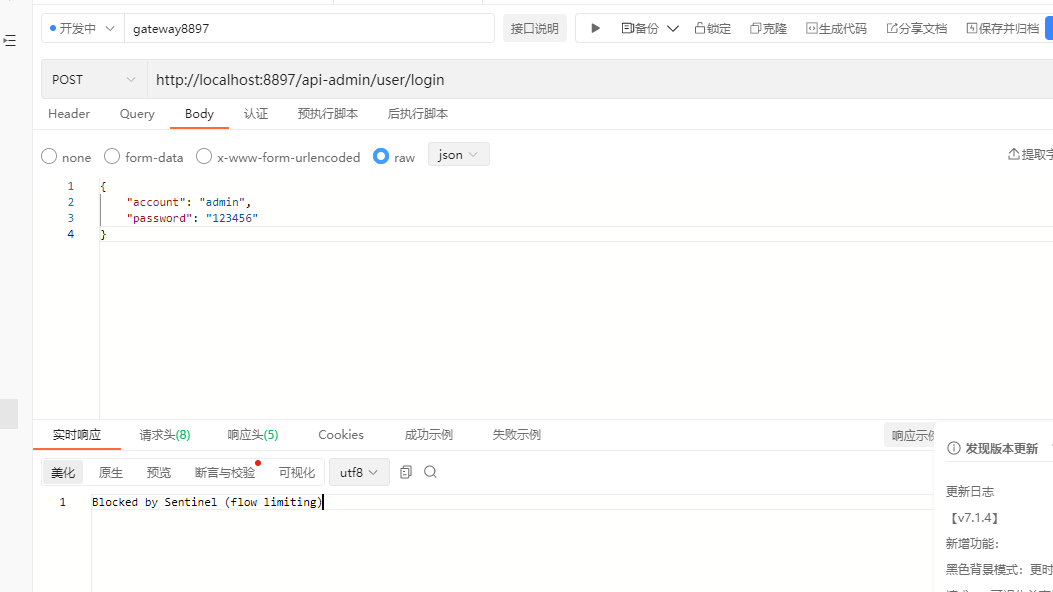 开发中 gateway8897 接口说明 备份 锁定 克隆 生成代码 分享文档 保存并归档
POST http://localhost:8897/api-admin/user/login
Header Query Body 认证 预执行脚本 后执行脚本
none form-data x-www-form-urlencoded raw json 提取字
1 {
2 "account": "admin",
3 "password": "123456"
4 }
实时响应 请求头(8) 响应头(5) Cookies 成功示例 失败示例 响应示例
美化 原生 预览 断言与校验 可视化 utf8
1 Blocked by Sentinel (flow limiting)
发现版本更新
更新日志
【v7.1.4】
新增功能：
黑色背景模式：更时